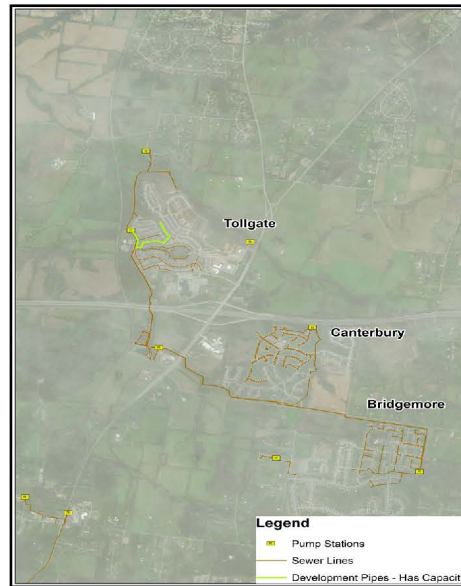 Tollgate
Canterbury
Bridgemore
Legend
Pump Stations
Sewer Lines
Development Pipes - Has Capacit